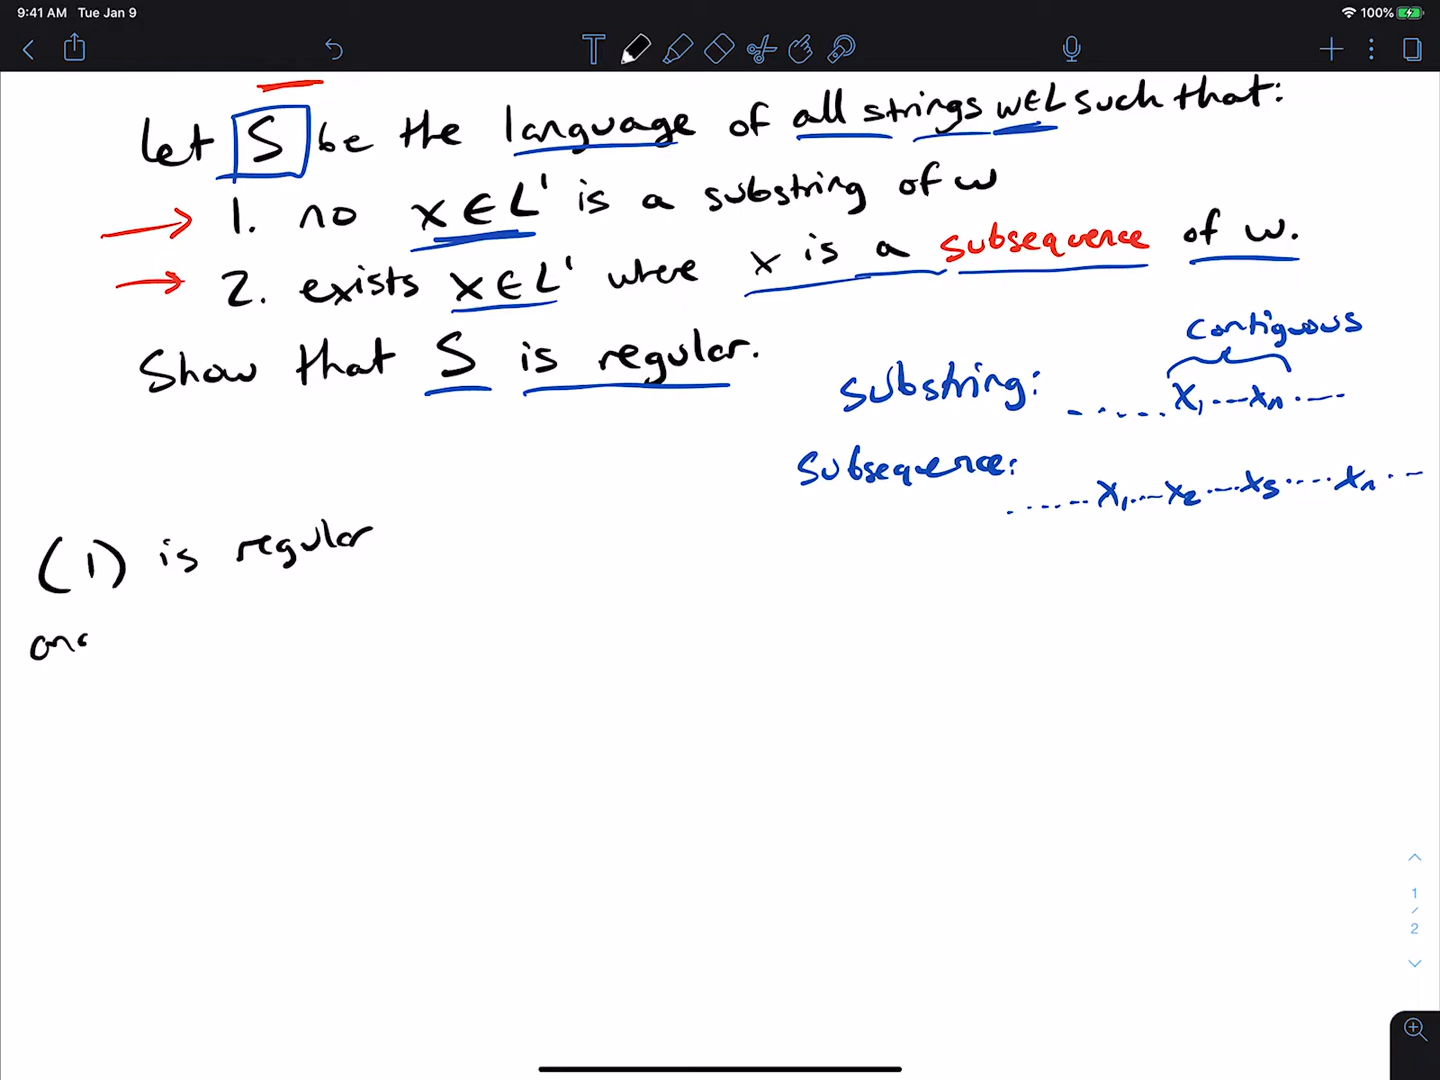 9:41 AM Tue Jan 9 100%
T
Let S be the language of all strings w∈L such that:
1. no x∈L' is a substring of w
2. exists x∈L' where x is a subsequence of w.
Show that S is regular.
contiguous
Substring: ...... x₁ ... xₙ ....
Subsequence: ...... x₁ ... x₂ ... x₃ .... xₙ ...
(1) is regular
1
/
2